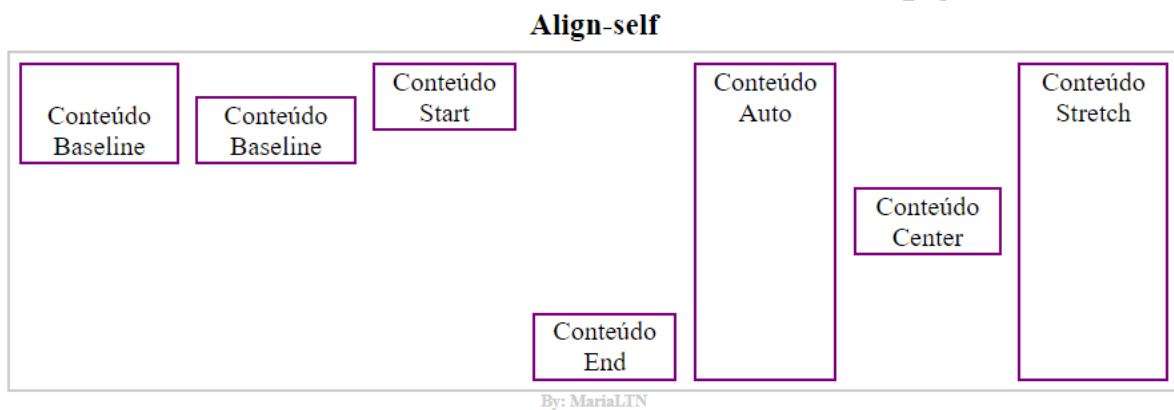 Align-self
Conteúdo
Baseline
Conteúdo
Baseline
Conteúdo
Start
Conteúdo
End
Conteúdo
Auto
Conteúdo
Center
Conteúdo
Stretch
By: MariaLTN